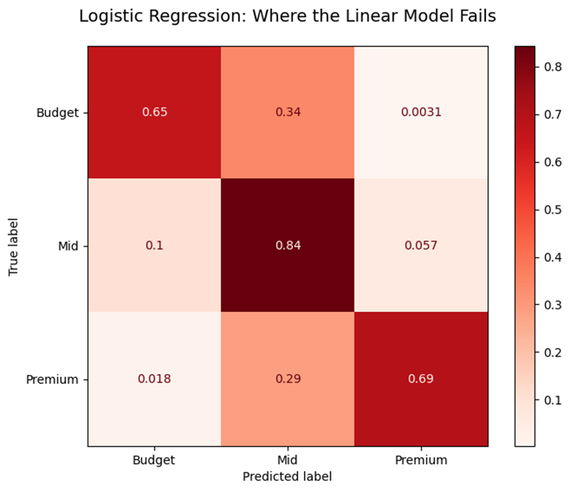 Logistic Regression: Where the Linear Model Fails
Budget 0.65 0.34 0.0031
Mid 0.1 0.84 0.057
Premium 0.018 0.29 0.69
True label
Budget Mid Premium
Predicted label
0.8
0.7
0.6
0.5
0.4
0.3
0.2
0.1